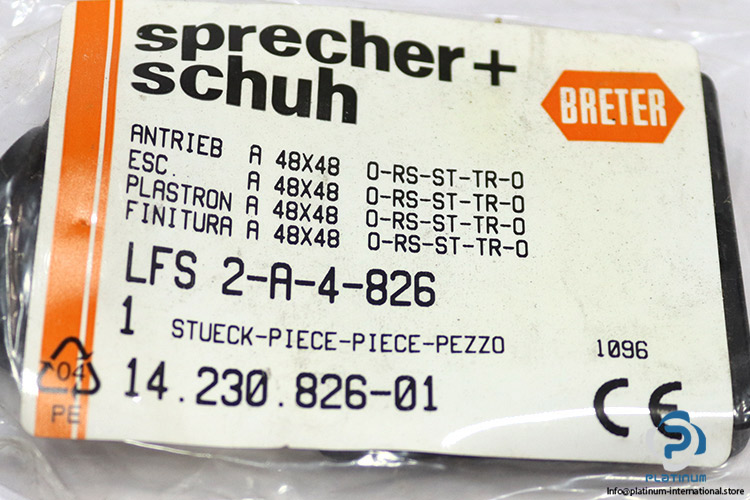 sprecher+
schuh
BRETER
ANTRIEB A 48X48 O-RS-ST-TR-O
ESC. A 48X48 O-RS-ST-TR-O
PLASTRON A 48X48 O-RS-ST-TR-O
FINITURA A 48X48 O-RS-ST-TR-O
LFS 2-A-4-826
1 STUECK-PIECE-PIECE-PEZZO 1096
04
PE
14.230.826-01
CE
PLATINUM
Info@platinum-international.store